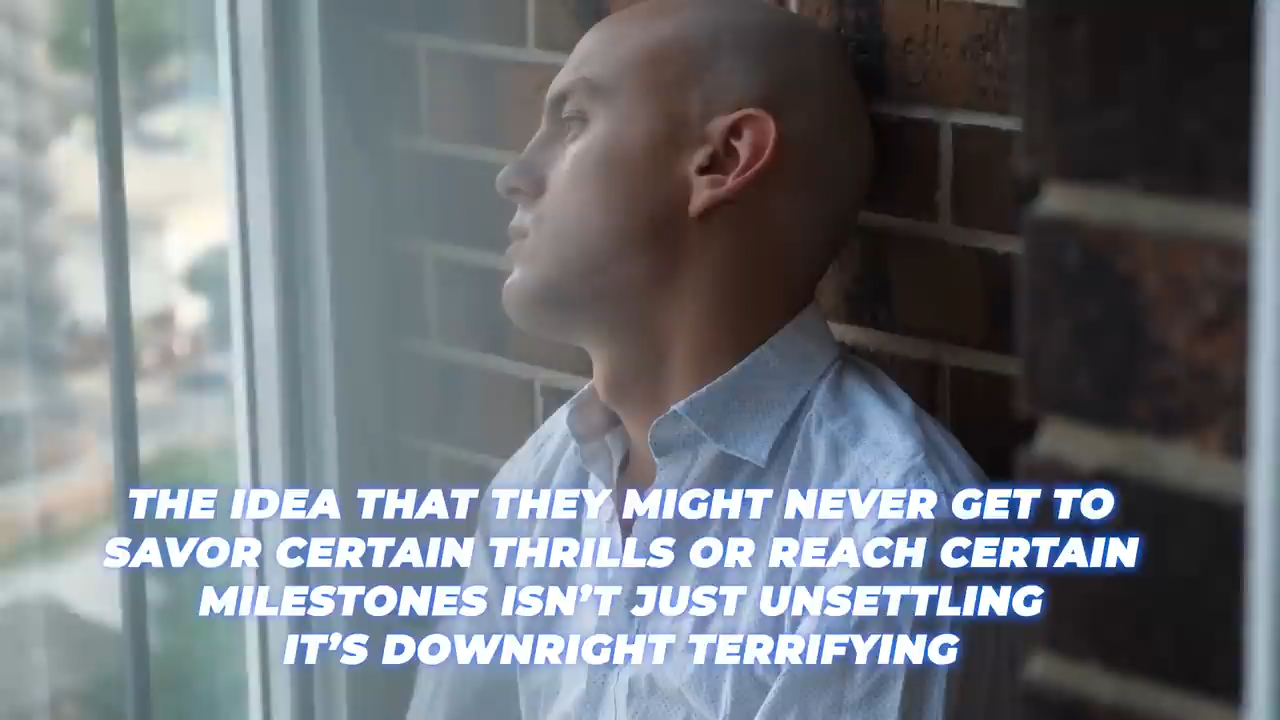 THE IDEA THAT THEY MIGHT NEVER GET TO
SAVOR CERTAIN THRILLS OR REACH CERTAIN
MILESTONES ISN'T JUST UNSETTLING
IT'S DOWNRIGHT TERRIFYING